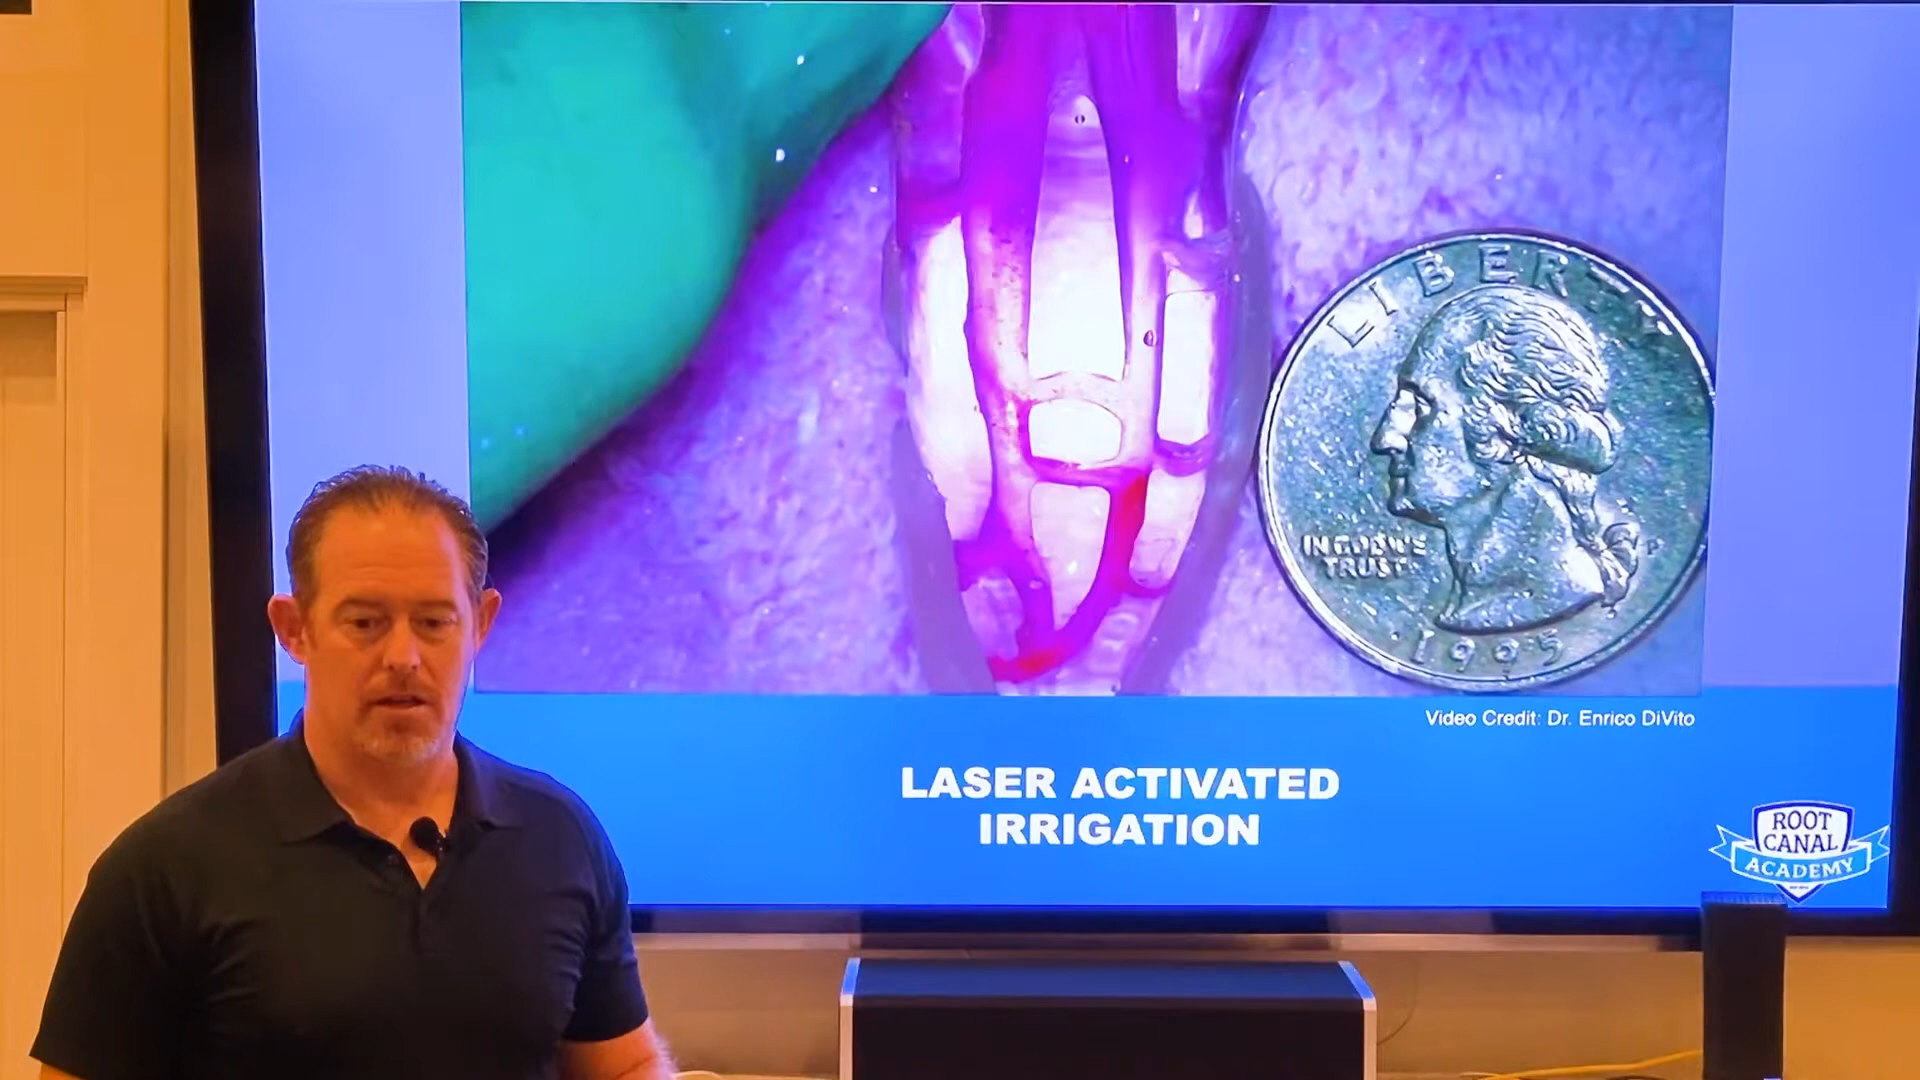 LIBERTY
IN GOD WE
TRUST
P
1995
Video Credit: Dr. Enrico DiVito
LASER ACTIVATED
IRRIGATION
ROOT
CANAL
ACADEMY